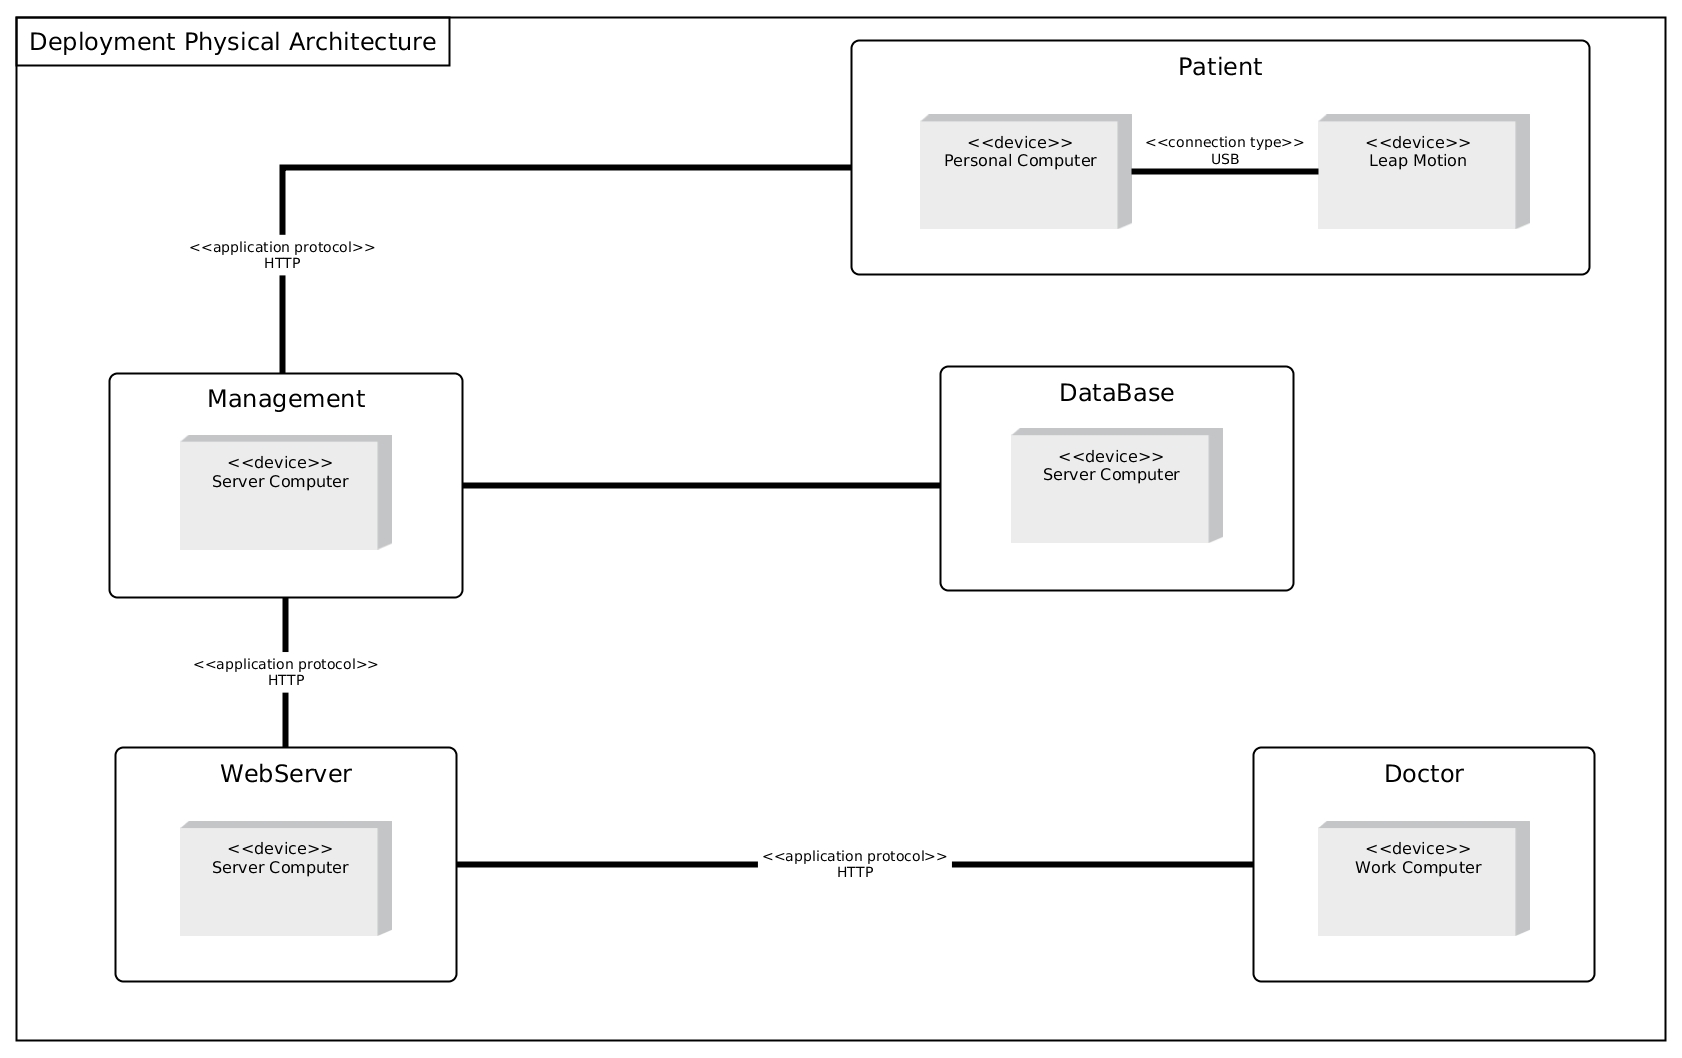 Deployment Physical Architecture
Patient
<<device>>
Personal Computer
<<connection type>>
USB
<<device>>
Leap Motion
<<application protocol>>
HTTP
Management
<<device>>
Server Computer
DataBase
<<device>>
Server Computer
<<application protocol>>
HTTP
WebServer
<<device>>
Server Computer
<<application protocol>>
HTTP
Doctor
<<device>>
Work Computer